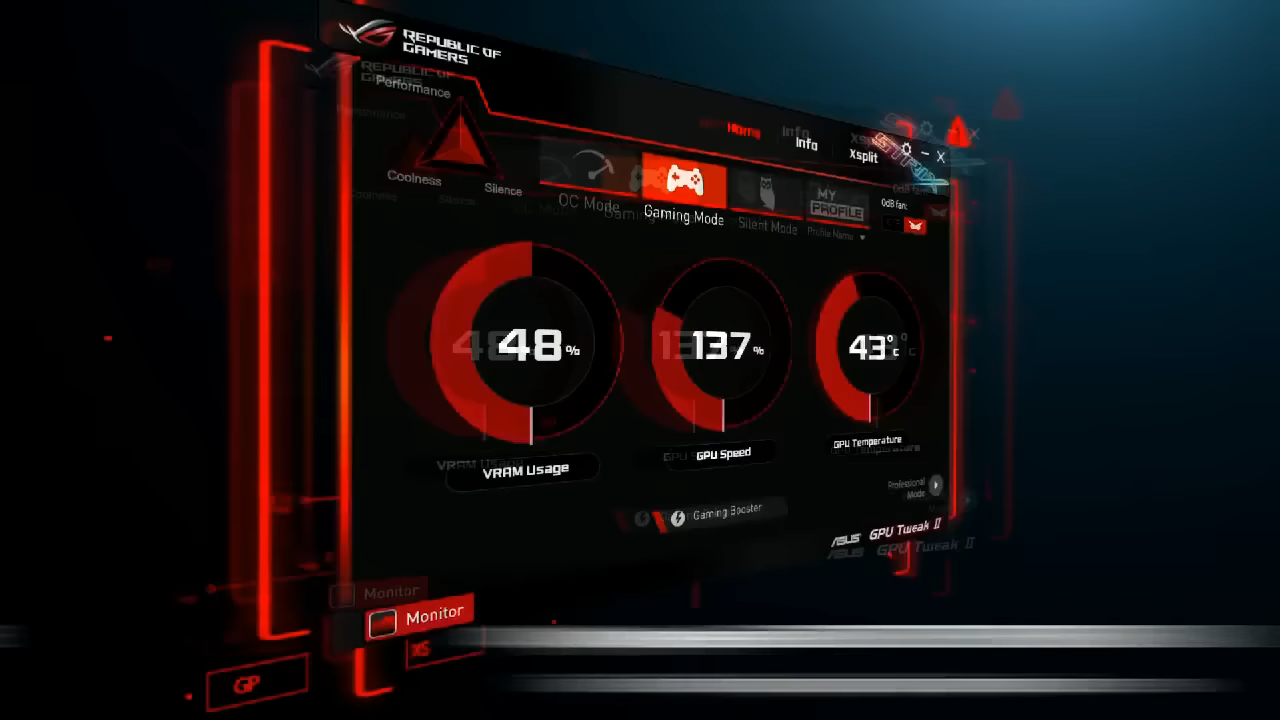 REPUBLIC OF
GAMERS
Performance
Coolness
Silence
Home
Info
Xsplit
STRIX
OC Mode
Gaming Mode
Silent Mode
MY
PROFILE
Profile Name
0dB fan:
48%
137%
43°c
VRAM Usage
GPU Speed
GPU Temperature
Professional
Mode
Gaming Booster
ASUS GPU Tweak II
Monitor
XS
GP